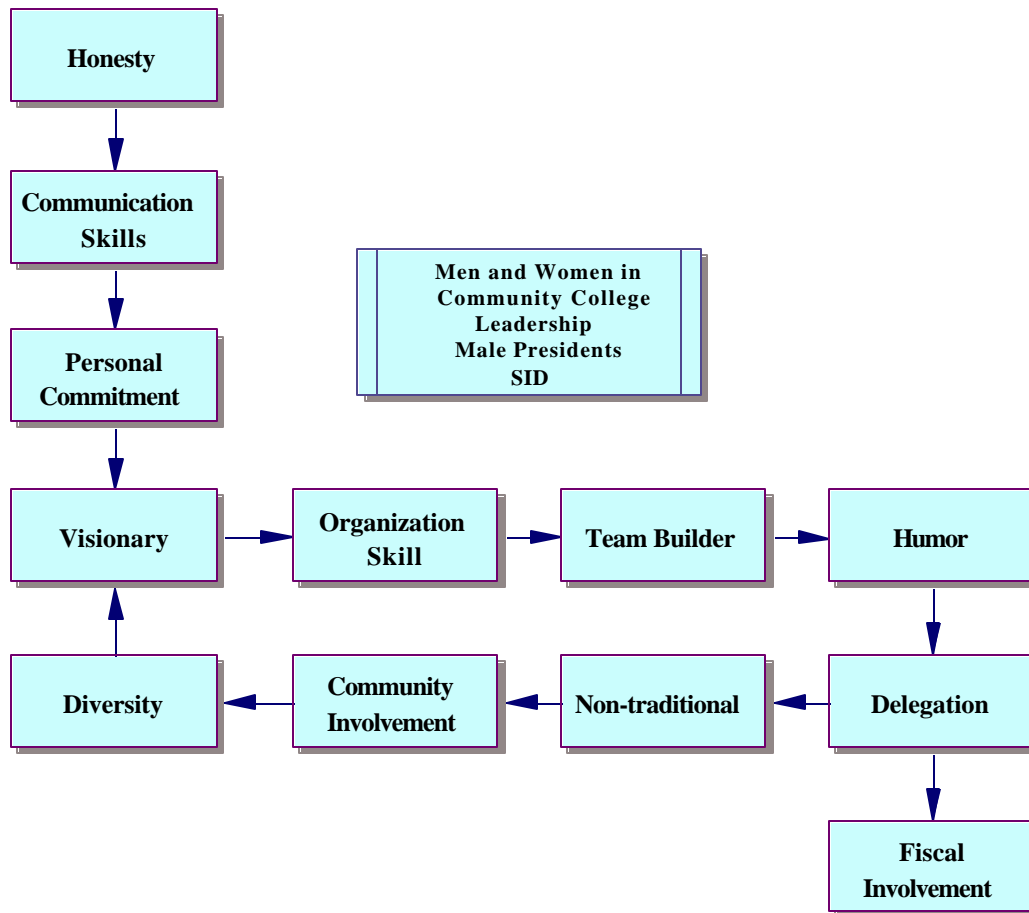 Honesty
Communication
Skills
Men and Women in
Community College
Leadership
Male Presidents
SID
Personal
Commitment
Visionary
Organization
Skill
Team Builder
Humor
Diversity
Community
Involvement
Non-traditional
Delegation
Fiscal
Involvement